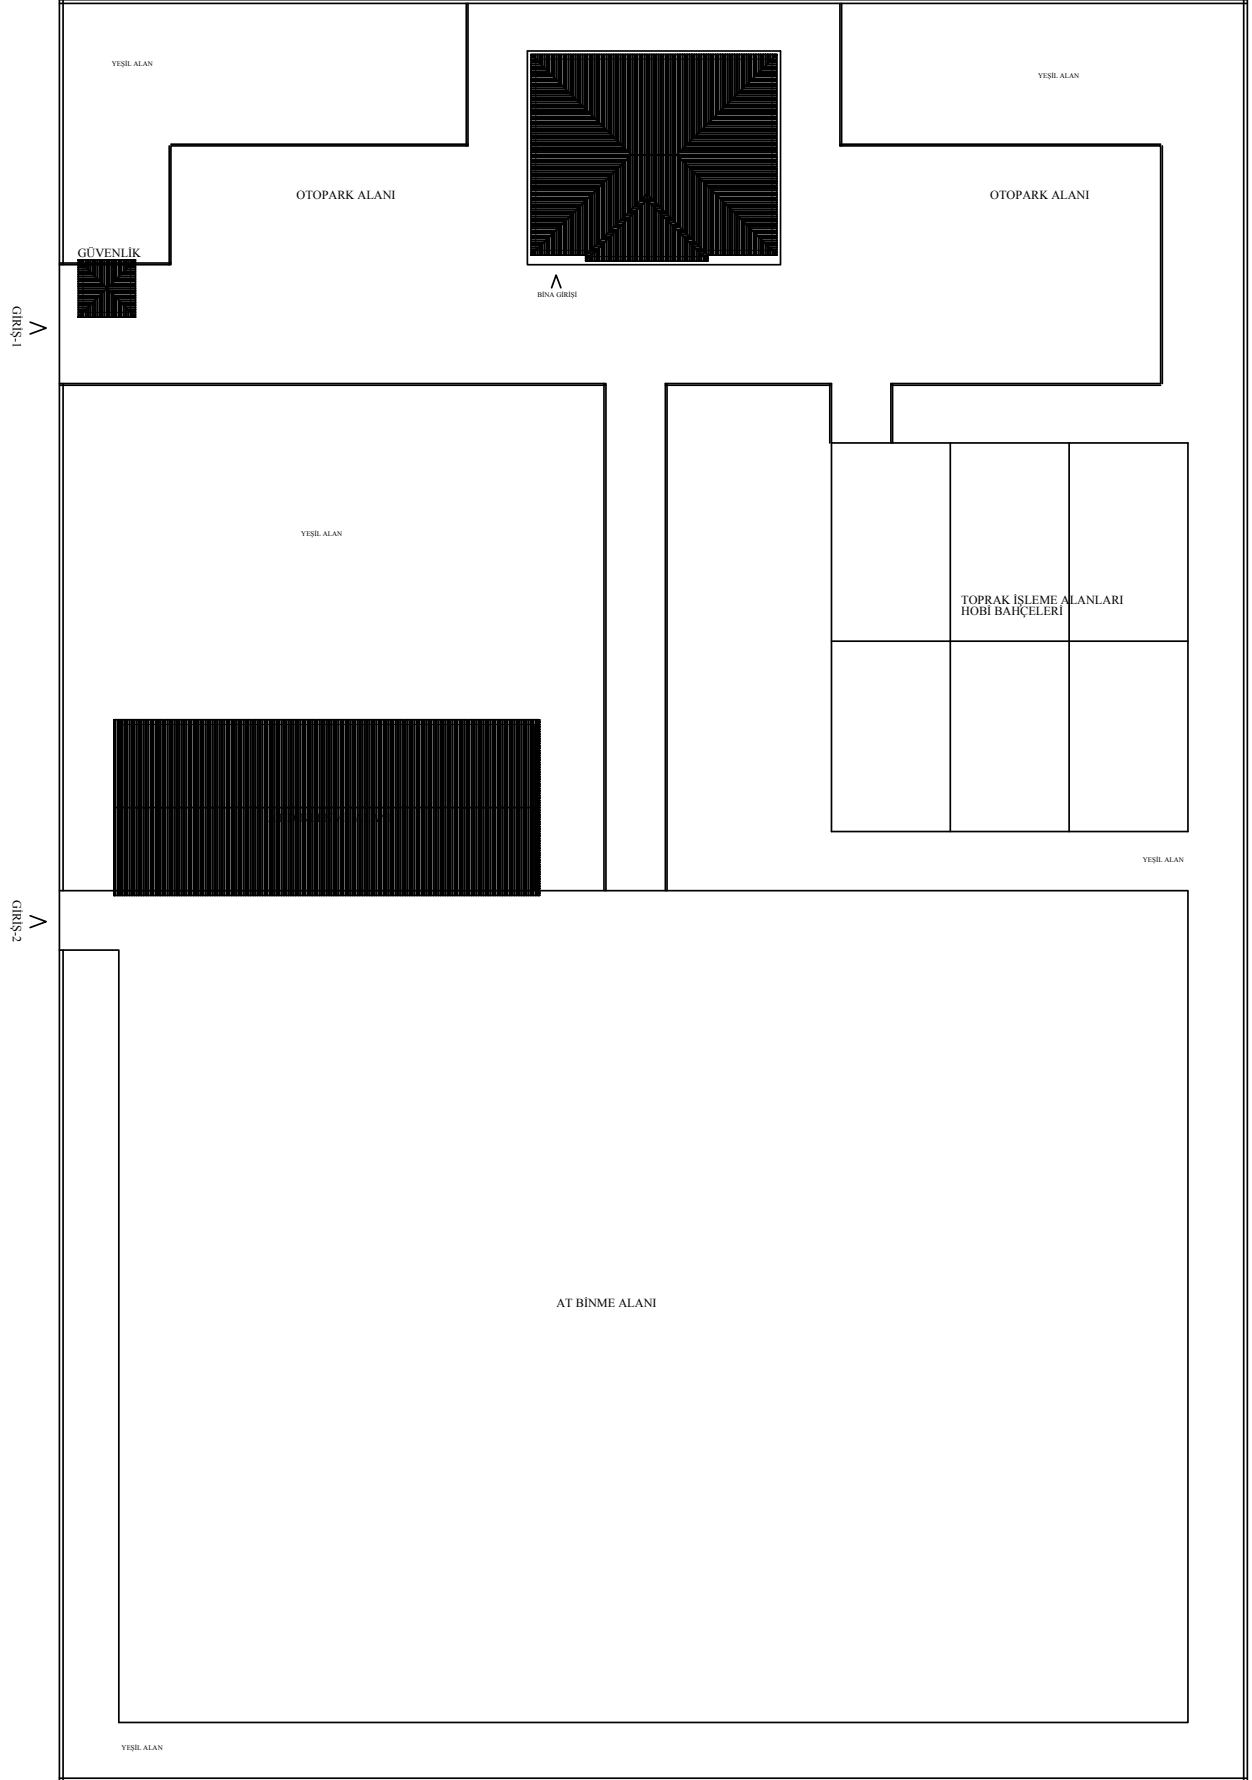 YEŞİL ALAN
YEŞİL ALAN
OTOPARK ALANI
OTOPARK ALANI
GÜVENLİK
BİNA GİRİŞİ
GİRİŞ-1
YEŞİL ALAN
TOPRAK İŞLEME ALANLARI
HOBİ BAHÇELERİ
YEŞİL ALAN
GİRİŞ-2
AT BİNME ALANI
YEŞİL ALAN